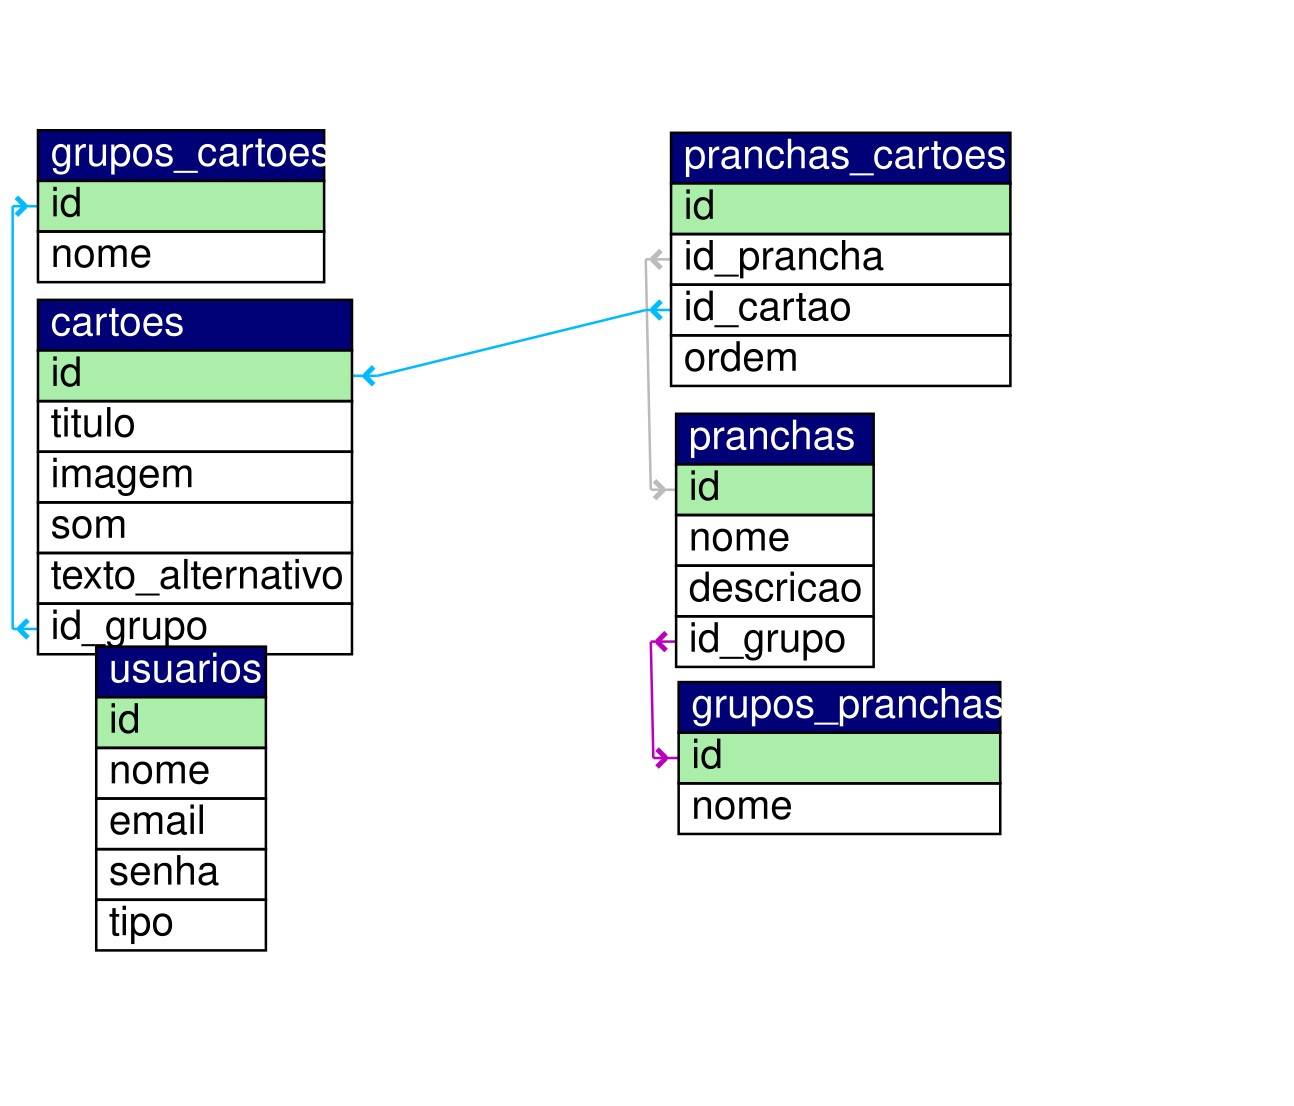 grupos_cartoes
id
nome
cartoes
id
titulo
imagem
som
texto_alternativo
id_grupo
usuarios
id
nome
email
senha
tipo
pranchas_cartoes
id
id_prancha
id_cartao
ordem
pranchas
id
nome
descricao
id_grupo
grupos_pranchas
id
nome